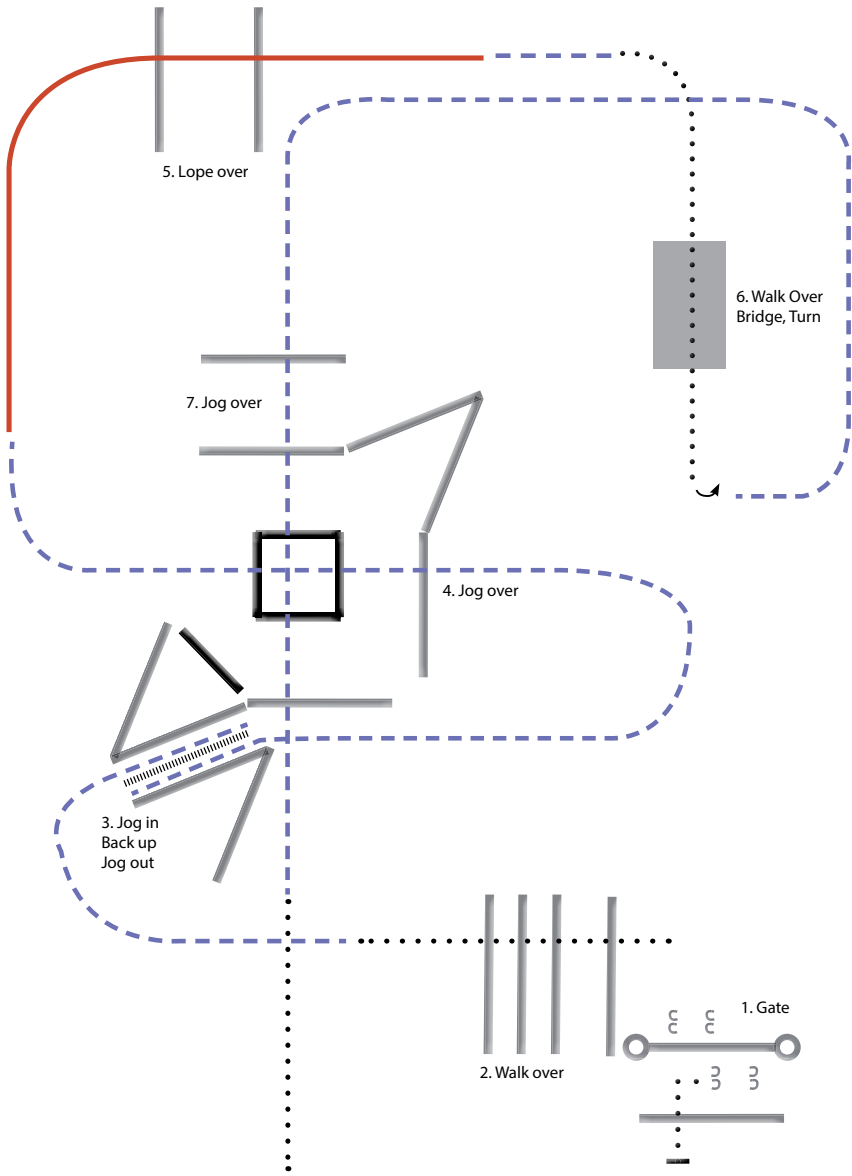 5. Lope over
6. Walk Over
Bridge, Turn
7. Jog over
4. Jog over
3. Jog in
Back up
Jog out
1. Gate
2. Walk over